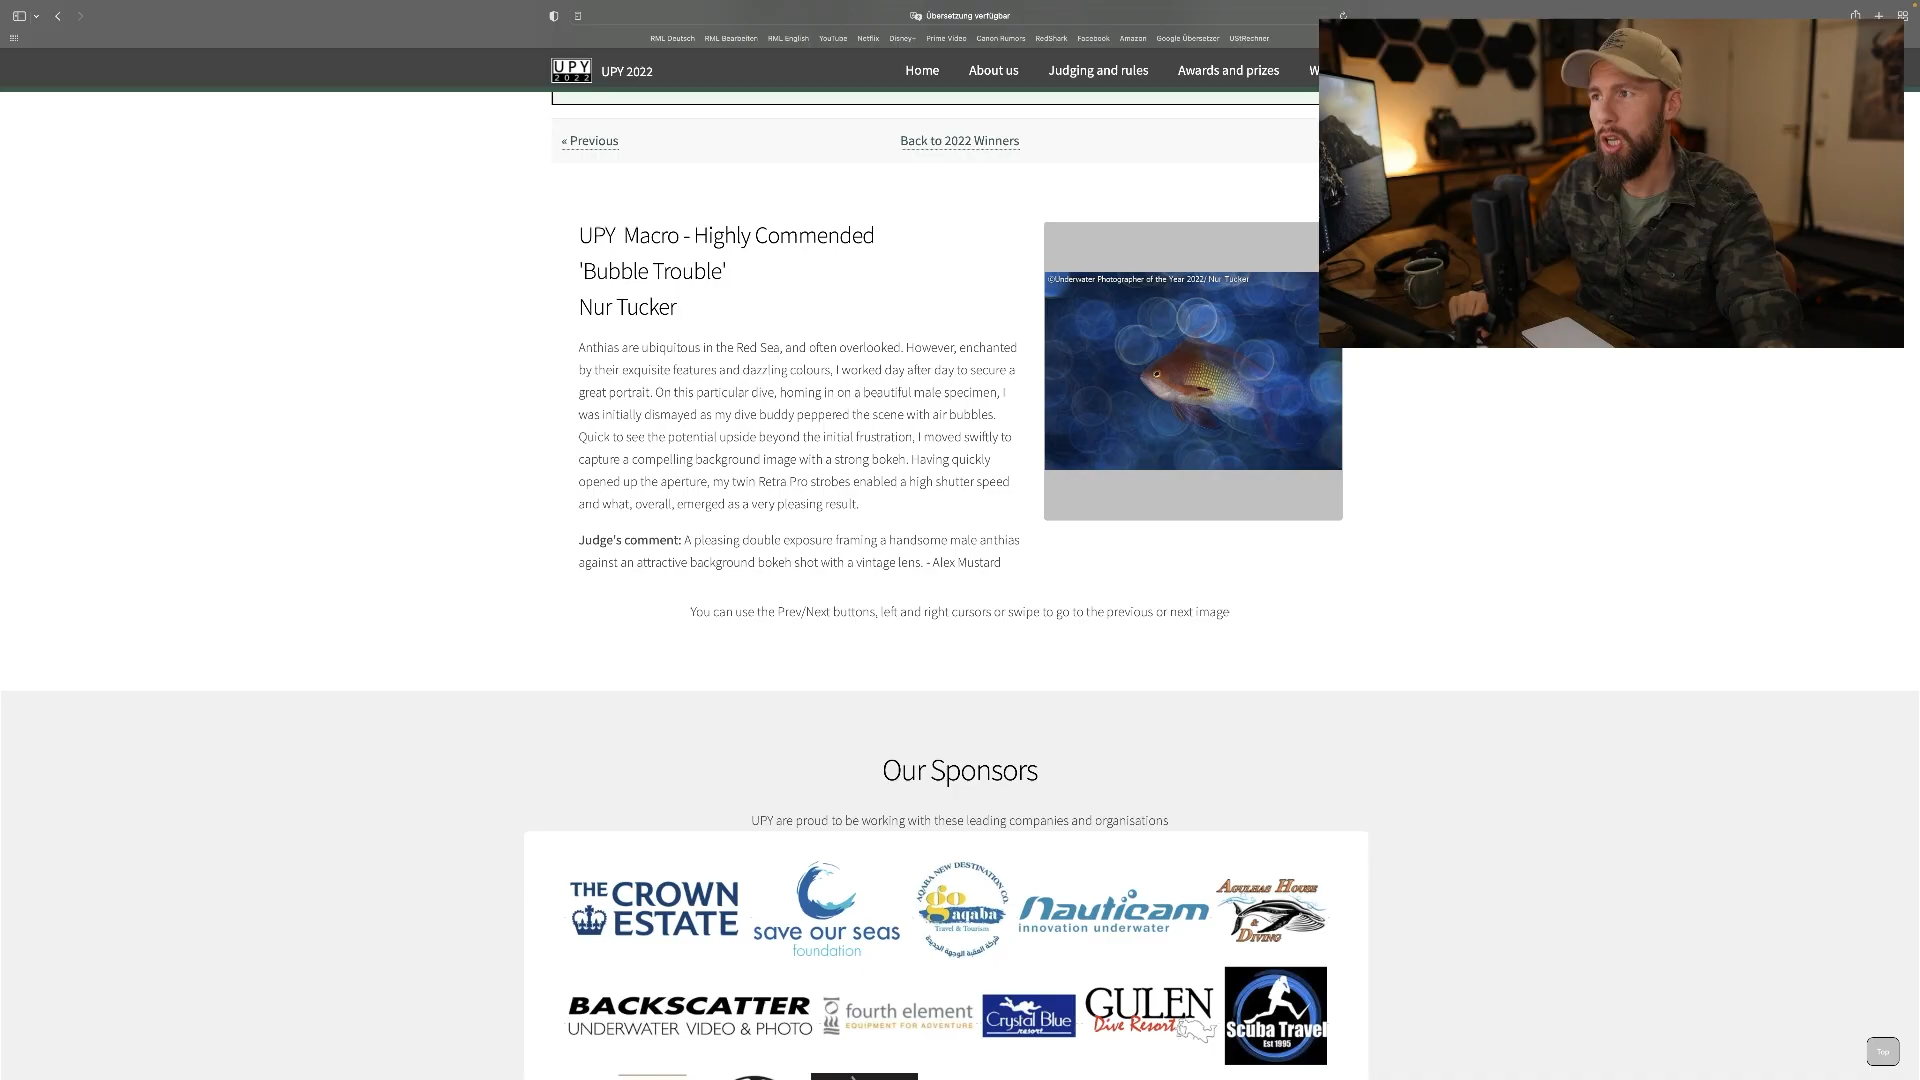 Übersetzung verfügbar
RML Deutsch RML Bearbeiten RML English YouTube Netflix Disney+ Prime Video Canon Rumors RedShark Facebook Amazon Google Übersetzer UStRechner
UPY 2022
UPY 2022
Home About us Judging and rules Awards and prizes W
« Previous
Back to 2022 Winners
UPY Macro - Highly Commended
'Bubble Trouble'
Nur Tucker
©Underwater Photographer of the Year 2022/ Nur Tucker
Anthias are ubiquitous in the Red Sea, and often overlooked. However, enchanted
by their exquisite features and dazzling colours, I worked day after day to secure a
great portrait. On this particular dive, homing in on a beautiful male specimen, I
was initially dismayed as my dive buddy peppered the scene with air bubbles.
Quick to see the potential upside beyond the initial frustration, I moved swiftly to
capture a compelling background image with a strong bokeh. Having quickly
opened up the aperture, my twin Retra Pro strobes enabled a high shutter speed
and what, overall, emerged as a very pleasing result.
Judge's comment: A pleasing double exposure framing a handsome male anthias
against an attractive background bokeh shot with a vintage lens. - Alex Mustard
You can use the Prev/Next buttons, left and right cursors or swipe to go to the previous or next image
Our Sponsors
UPY are proud to be working with these leading companies and organisations
THE CROWN
ESTATE
save our seas
foundation
AQABA NEW DESTINATION CO.
go
aqaba
Travel & Tourism
شركة العقبة الوجهة الجديدة
Nauticam
innovation underwater
AGULHAS HOUSE
& DIVING
BACKSCATTER
UNDERWATER VIDEO & PHOTO
fourth element
EQUIPMENT FOR ADVENTURE.
Crystal Blue
resort
GULEN
Dive Resort
Scuba Travel
Est 1995
Top